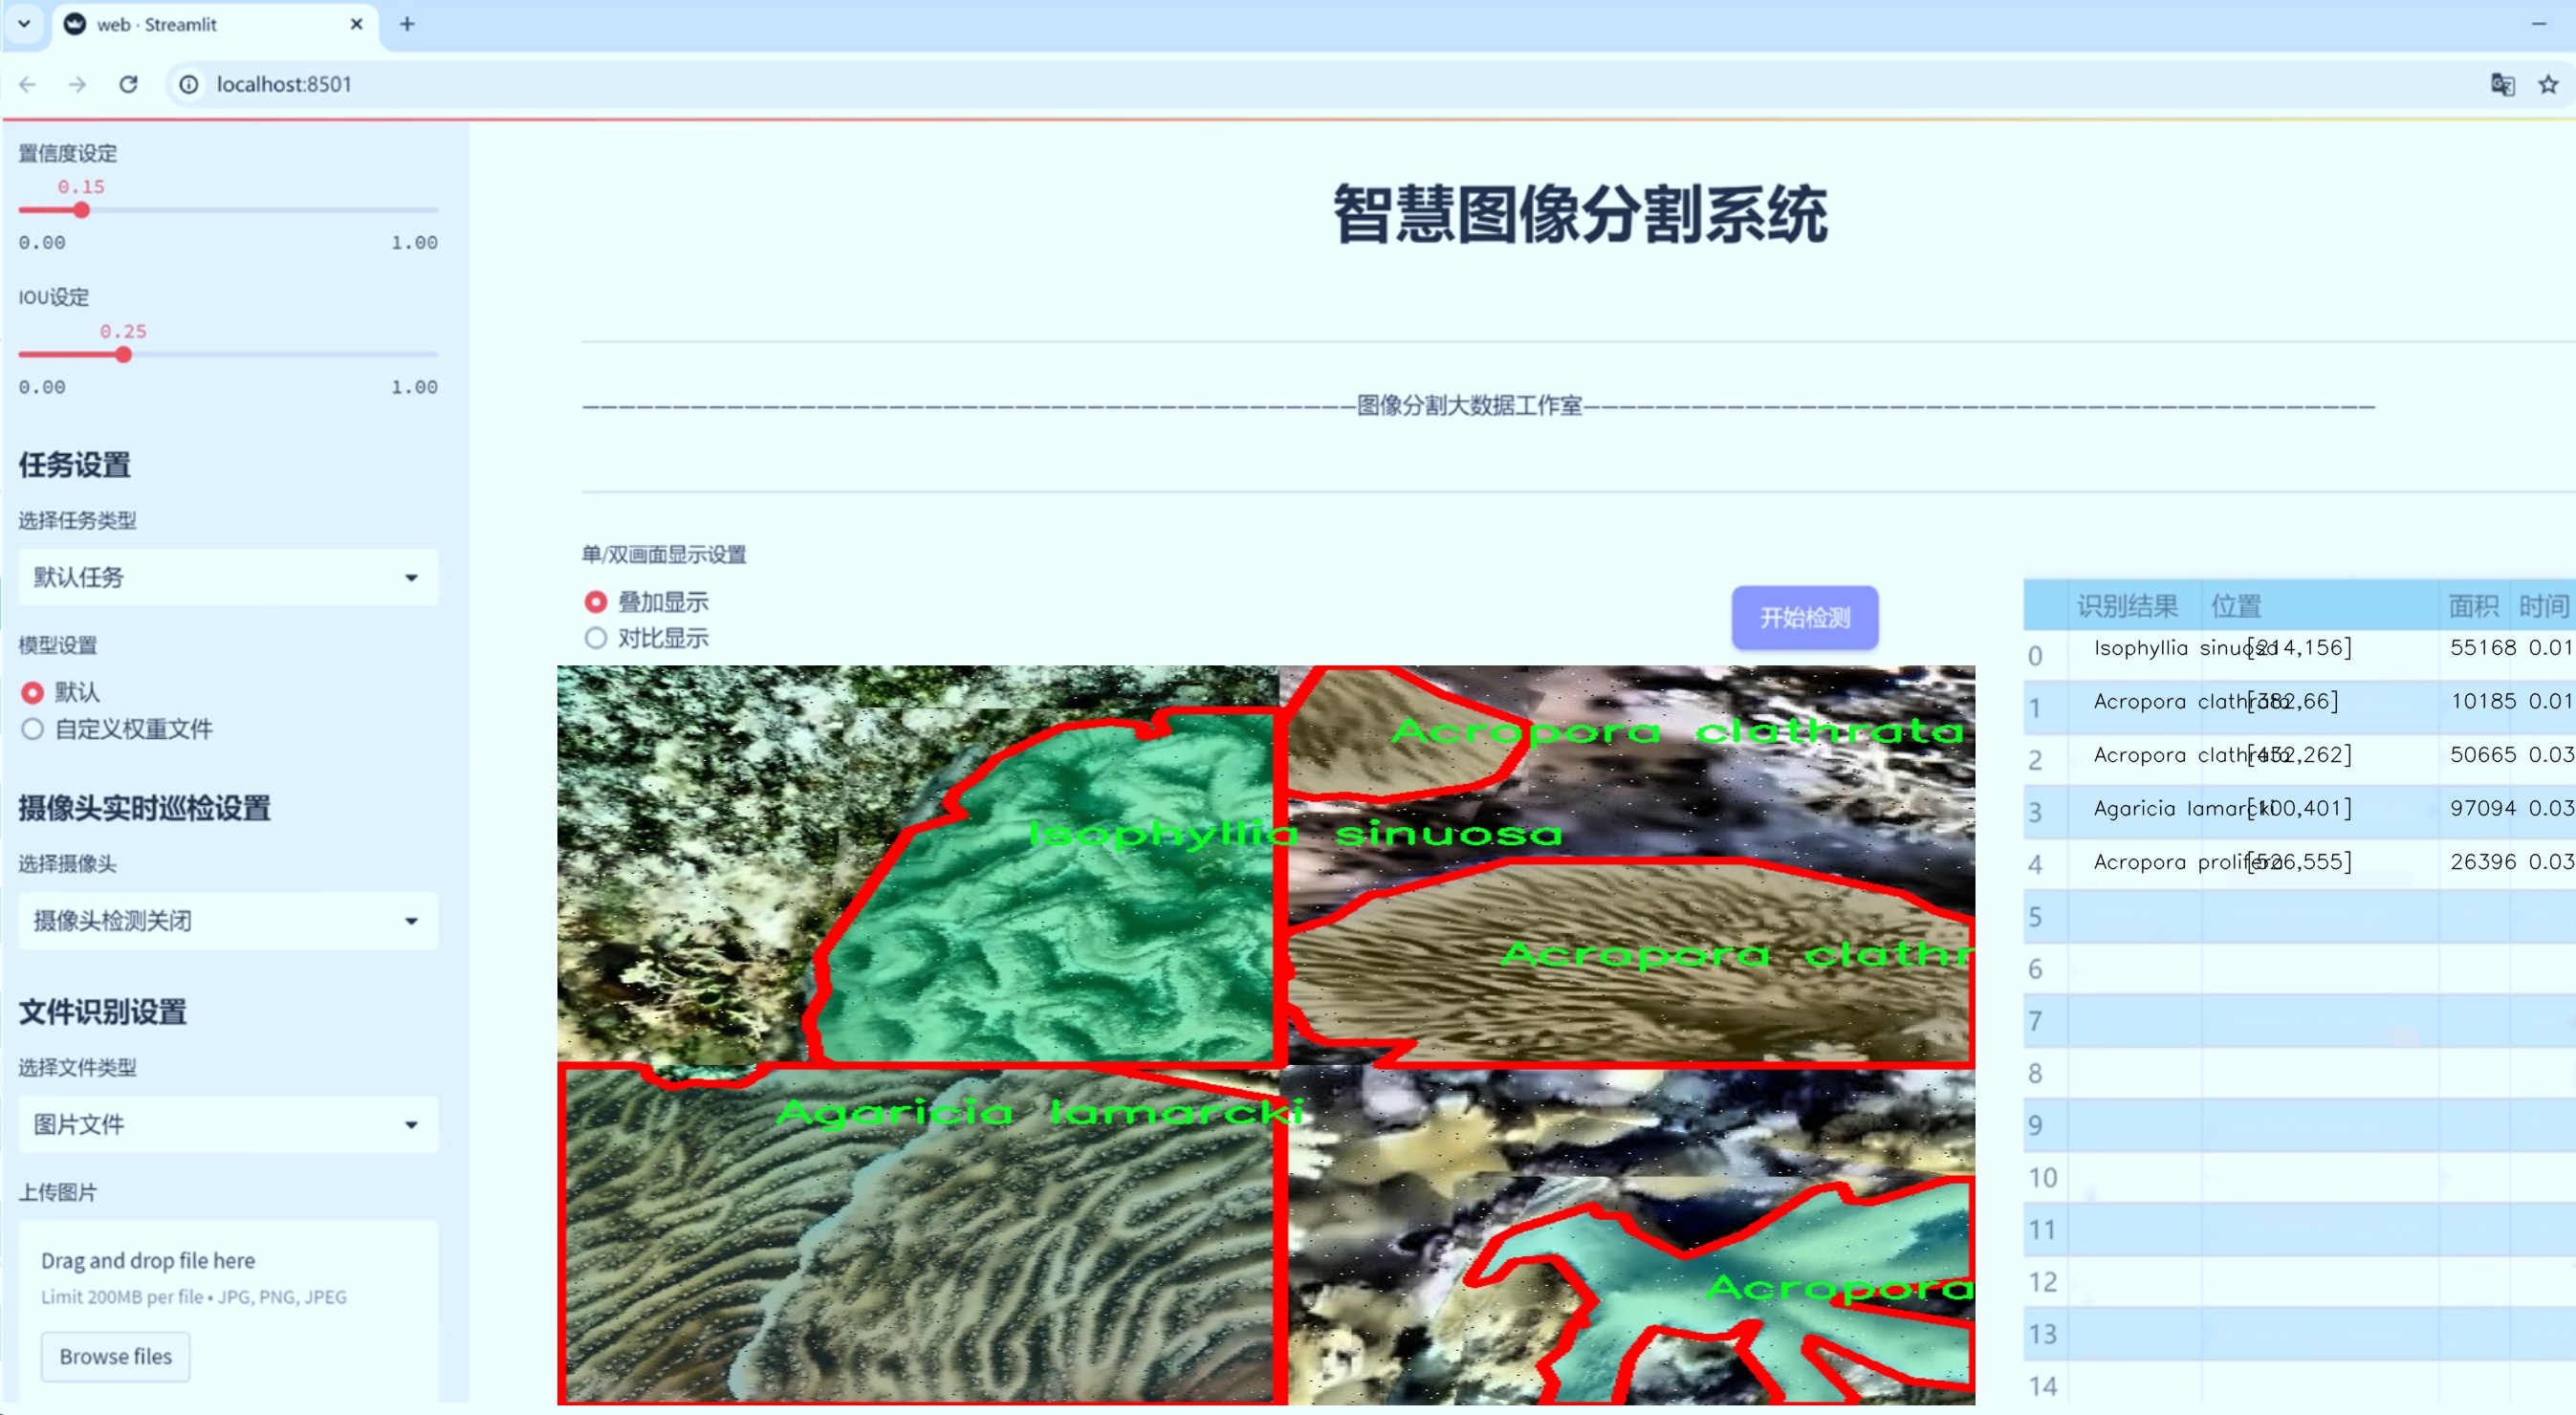 web · Streamlit
localhost:8501
置信度设定
0.15
0.00 1.00
IOU设定
0.25
0.00 1.00
任务设置
选择任务类型
默认任务
模型设置
默认
自定义权重文件
摄像头实时巡检设置
选择摄像头
摄像头检测关闭
文件识别设置
选择文件类型
图片文件
上传图片
Drag and drop file here
Limit 200MB per file • JPG, PNG, JPEG
Browse files
智慧图像分割系统
图像分割大数据工作室
单/双画面显示设置
叠加显示
对比显示
开始检测
Acropora clathrata
Isophyllia sinuosa
Acropora clathr
Agaricia lamarcki
Acropora
识别结果 位置 面积 时间
0 Isophyllia sinuosa [214,156] 55168 0.01
1 Acropora clathrata [382,66] 10185 0.01
2 Acropora clathrata [432,262] 50665 0.03
3 Agaricia lamarcki [100,401] 97094 0.03
4 Acropora prolifera [526,555] 26396 0.03
5
6
7
8
9
10
11
12
13
14